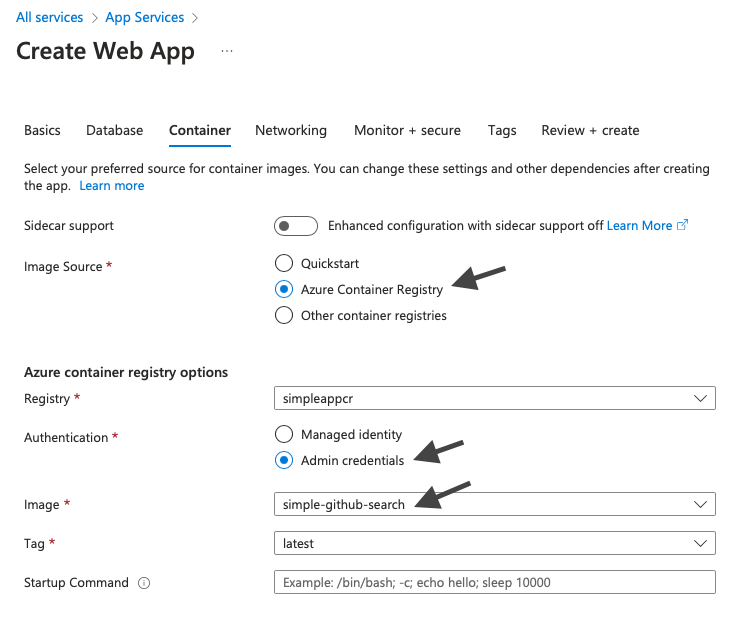 All services > App Services >
Create Web App ...
Basics Database Container Networking Monitor + secure Tags Review + create
Select your preferred source for container images. You can change these settings and other dependencies after creating
the app. Learn more
Sidecar support Enhanced configuration with sidecar support off Learn More
Image Source * Quickstart
Azure Container Registry
Other container registries
Azure container registry options
Registry * simpleappcr
Authentication * Managed identity
Admin credentials
Image * simple-github-search
Tag * latest
Startup Command Example: /bin/bash; -c; echo hello; sleep 10000